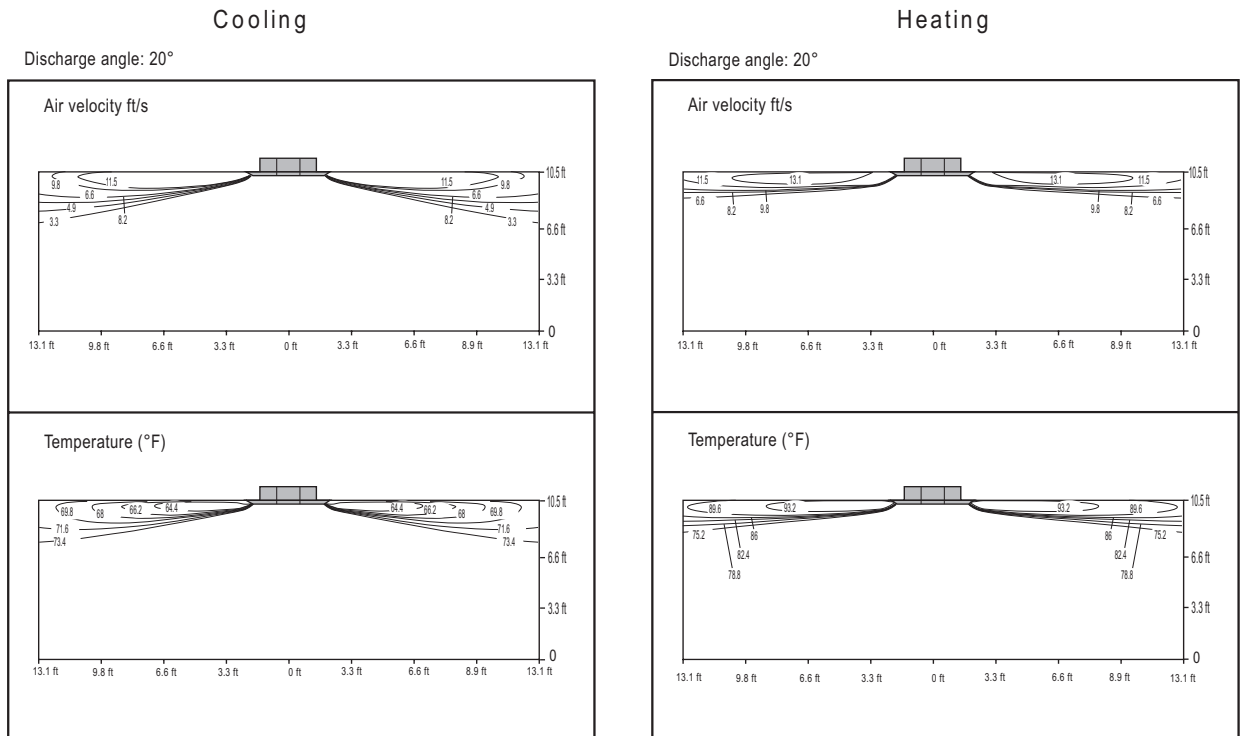 Cooling
Heating
Discharge angle: 20°
Discharge angle: 20°
Air velocity ft/s
9.8 11.5 11.5 9.8
6.6 6.6
4.9
3.3 8.2 8.2 3.3
10.5 ft
6.6 ft
3.3 ft
0
13.1 ft 9.8 ft 6.6 ft 3.3 ft 0 ft 3.3 ft 6.6 ft 8.9 ft 13.1 ft
Air velocity ft/s
11.5 13.1 13.1 11.5
6.6 8.2 9.8 9.8 8.2 6.6
10.5 ft
6.6 ft
3.3 ft
0
13.1 ft 9.8 ft 6.6 ft 3.3 ft 0 ft 3.3 ft 6.6 ft 8.9 ft 13.1 ft
Temperature (°F)
69.8 68 66.2 64.4 64.4 66.2 68 69.8
71.6 71.6
73.4 73.4
10.5 ft
6.6 ft
3.3 ft
0
13.1 ft 9.8 ft 6.6 ft 3.3 ft 0 ft 3.3 ft 6.6 ft 8.9 ft 13.1 ft
Temperature (°F)
89.6 93.2 93.2 89.6
75.2 86 86 75.2
82.4 82.4
78.8 78.8
10.5 ft
6.6 ft
3.3 ft
0
13.1 ft 9.8 ft 6.6 ft 3.3 ft 0 ft 3.3 ft 6.6 ft 8.9 ft 13.1 ft